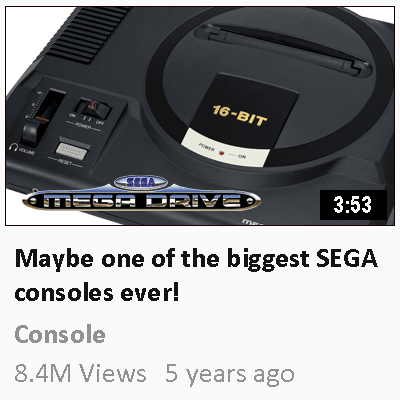 16-BIT
ON OFF
POWER
POWER ON
VOLUME
RESET
SEGA
MEGA DRIVE
3:53
Maybe one of the biggest SEGA
consoles ever!
Console
8.4M Views 5 years ago